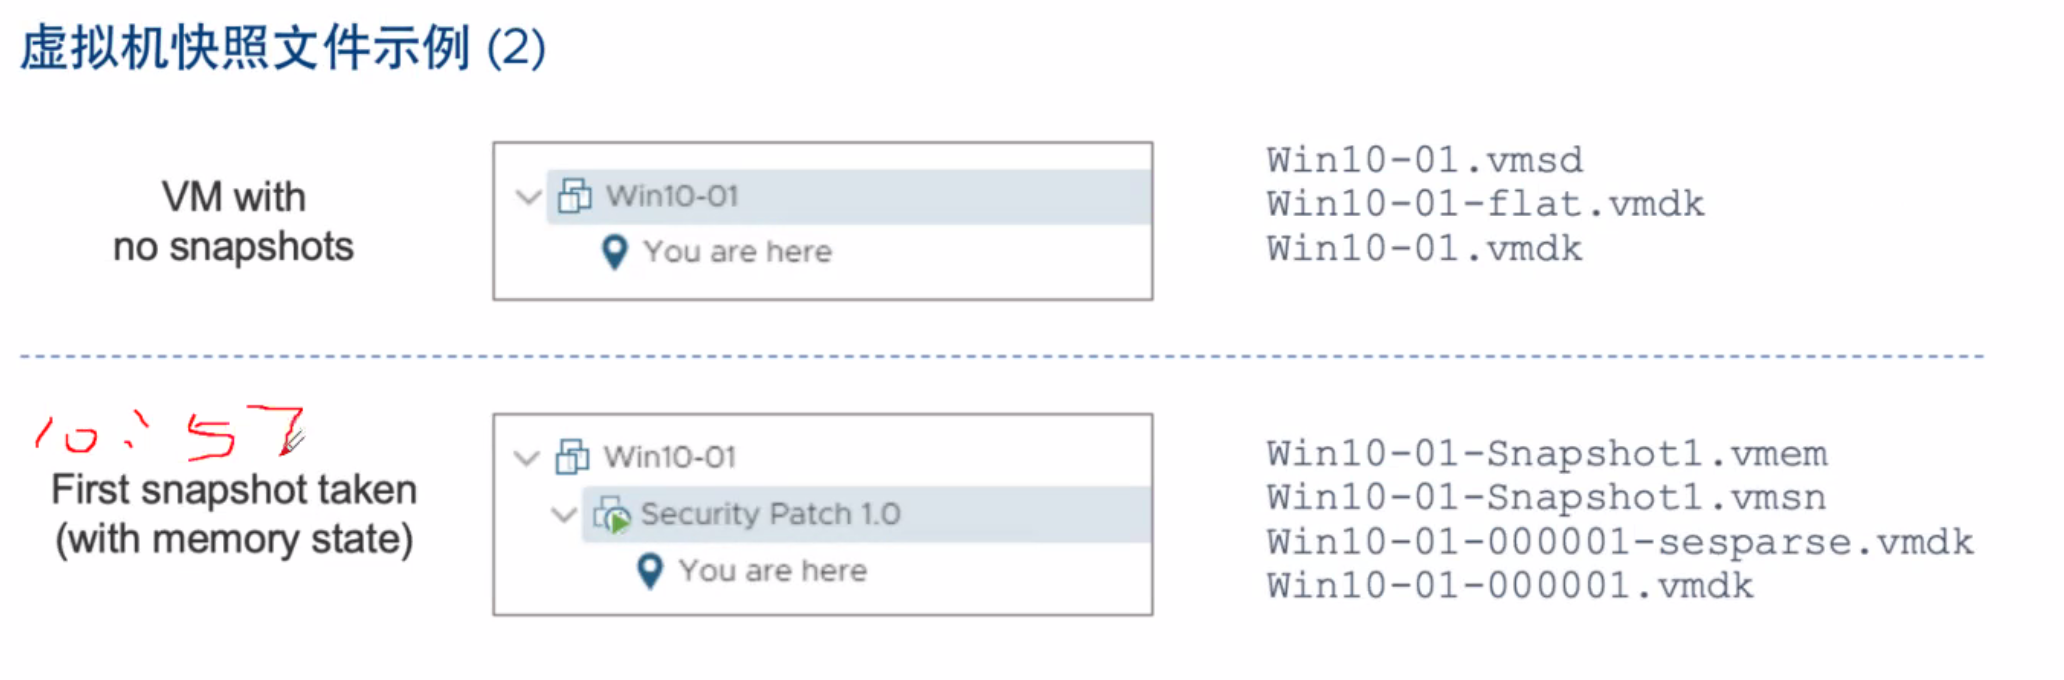 虚拟机快照文件示例 (2)
VM with
no snapshots
Win10-01
You are here
Win10-01.vmsd
Win10-01-flat.vmdk
Win10-01.vmdk
10:57
First snapshot taken
(with memory state)
Win10-01
Security Patch 1.0
You are here
Win10-01-Snapshot1.vmem
Win10-01-Snapshot1.vmsn
Win10-01-000001-sesparse.vmdk
Win10-01-000001.vmdk